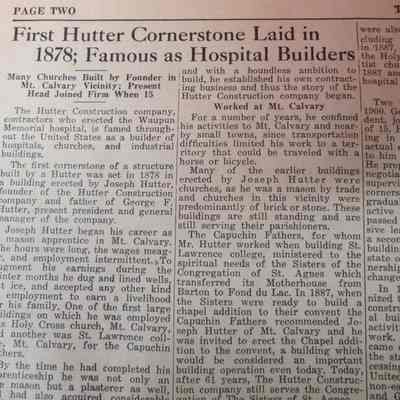 PAGE TWO
First Hutter Cornerstone Laid in
1878; Famous as Hospital Builders
Many Churches Built by Founder in
Mt. Calvary Vicinity; Present
Head Joined Firm When 15
The Hutter Construction company,
contractors who erected the Waupun
Memorial hospital, is famed through-
out the United States as a builder of
hospitals, churches, and industrial
buildings.
The first cornerstone of a structure
built by a Hutter was set in 1878 in
a building erected by Joseph Hutter,
founder of the Hutter Construction
company and father of George F.
Hutter, present president and general
manager of the company.
Joseph Hutter began his career as
mason apprentice in Mt. Calvary.
The hours were long, the wages meag-
er, and employment intermittent. To
augment his earnings during the
winter months he dug and lined wells,
ice, and accepted any other kind
employment to earn a livelihood
for his family. One of the first large
buildings on which he was employed
Holy Cross church, Mt. Calvary,
and another was St. Lawrence coll-
Mt. Calvary, for the Capuchin
By the time he had completed his
apprenticeship he was not only an
mason but a plasterer as well,
had also acquired considerable
and with a boundless ambition to
build, he established his own contract-
ing business and thus the story of the
Hutter Construction company began.
Worked at Mt. Calvary
For a number of years, he confined
his activities to Mt. Calvary and near-
by small towns, since transportation
difficulties limited his work to a ter-
ritory that could be traveled with a
horse or bicycle.
Many of the earlier buildings
erected by Joseph Hutter were
churches, as he was a mason by trade
and churches in this vicinity were
predominantly of brick or stone. These
buildings are still standing and are
still serving their parishioners.
The Capuchin Fathers, for whom
Mr. Hutter worked when building St.
Lawrence college, ministered to the
spiritual needs of the Sisters of the
Congregation of St. Agnes which
transferred its Motherhouse from
Barton to Fond du Lac. In 1887, when
the Sisters were ready to build a
chapel addition to their convent the
Capuchin Fathers recommended Jo-
seph Hutter of Mt. Calvary and he
was invited to erect the Chapel addi-
tion to the convent, a building which
would be considered an important
building operation even today. Today,
after 61 years, The Hutter Construc-
tion company still serves the Congre-
gation of The Sisters of St. Agnes